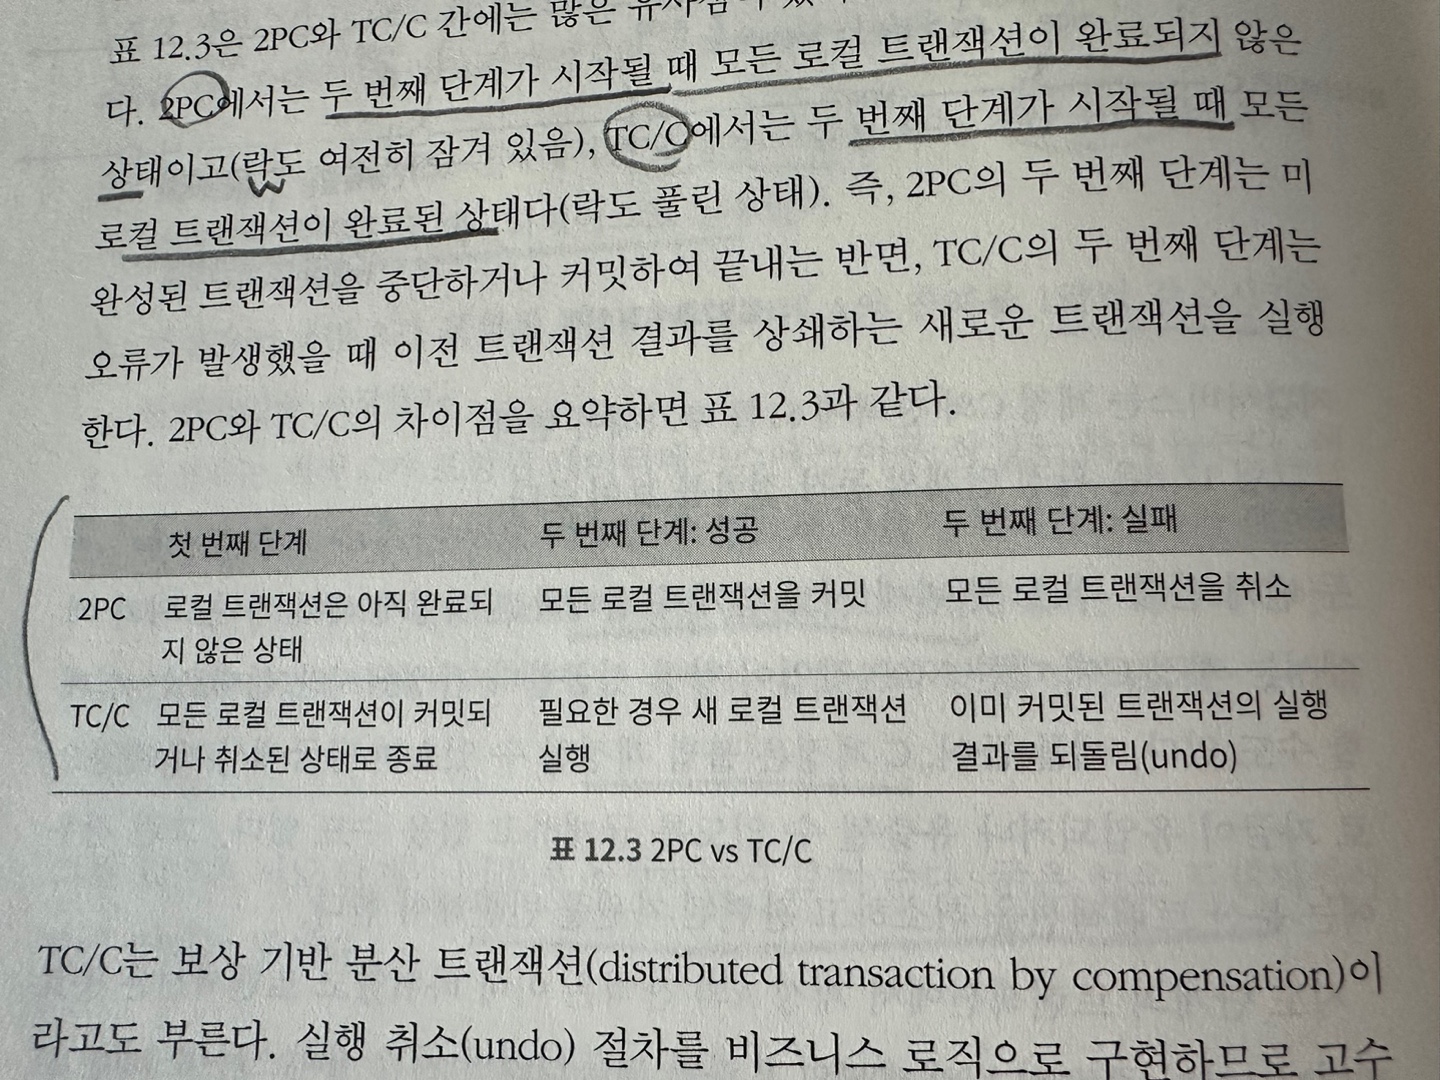 표 12.3은 2PC와 TC/C 간에는 많은
다. 2PC에서는 두 번째 단계가 시작될 때 모든 로컬 트랜잭션이 완료되지 않은
상태이고(락도 여전히 잠겨 있음), TC/C에서는 두 번째 단계가 시작될 때 모든
로컬 트랜잭션이 완료된 상태다(락도 풀린 상태). 즉, 2PC의 두 번째 단계는 미
완성된 트랜잭션을 중단하거나 커밋하여 끝내는 반면, TC/C의 두 번째 단계는
오류가 발생했을 때 이전 트랜잭션 결과를 상쇄하는 새로운 트랜잭션을 실행
한다. 2PC와 TC/C의 차이점을 요약하면 표 12.3과 같다.
첫 번째 단계 두 번째 단계: 성공 두 번째 단계: 실패
2PC 로컬 트랜잭션은 아직 완료되 모든 로컬 트랜잭션을 커밋 모든 로컬 트랜잭션을 취소
지 않은 상태
TC/C 모든 로컬 트랜잭션이 커밋되 필요한 경우 새 로컬 트랜잭션 이미 커밋된 트랜잭션의 실행
거나 취소된 상태로 종료 실행 결과를 되돌림(undo)
표 12.3 2PC vs TC/C
TC/C는 보상 기반 분산 트랜잭션(distributed transaction by compensation)이
라고도 부른다. 실행 취소(undo) 절차를 비즈니스 로직으로 구현하므로 고수